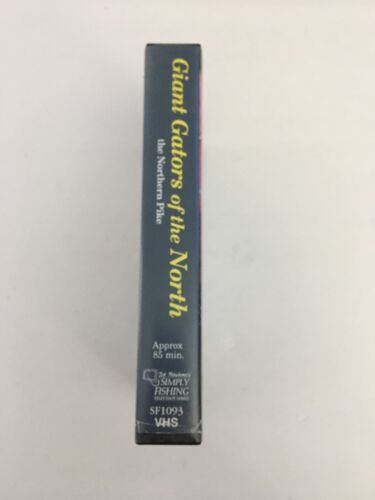 Giant Gators of the North
the Northern Pike
Approx
85 min.
SIMPLY
FISHING
SF1093
VHS